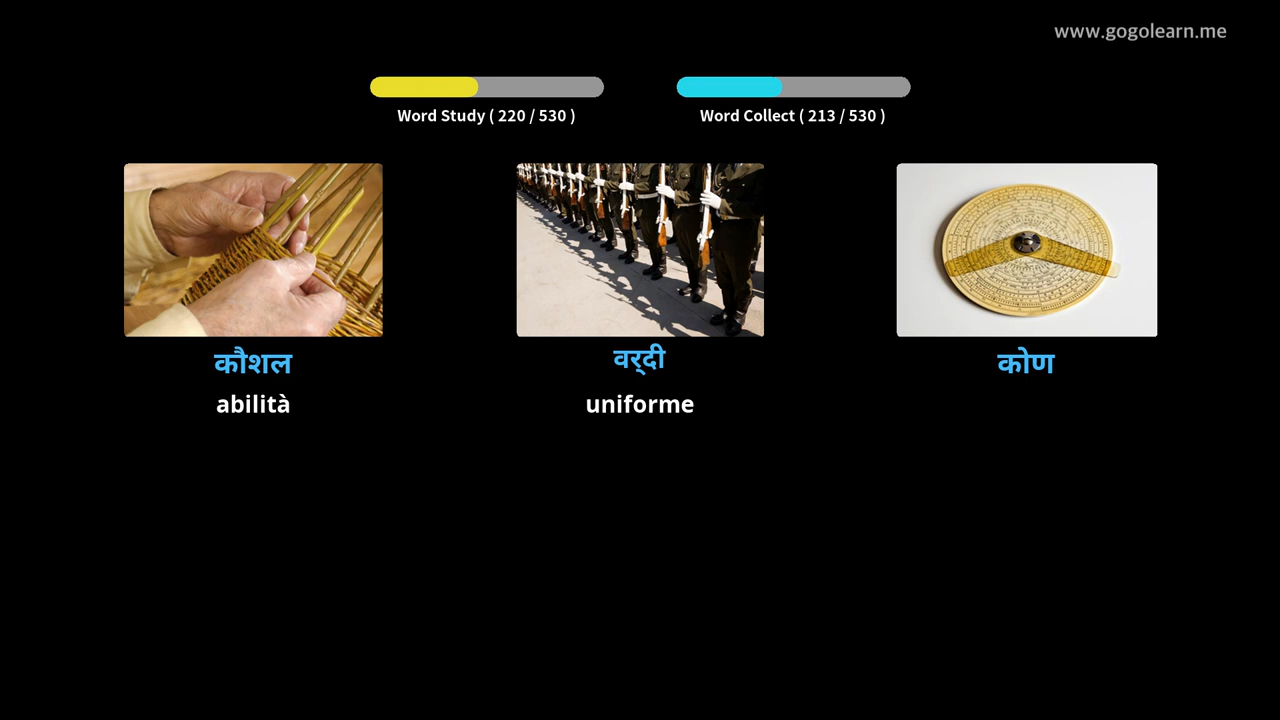 www.gogolearn.me
Word Study ( 220 / 530 )
Word Collect ( 213 / 530 )
कौशल
वर्दी
कोण
abilità
uniforme